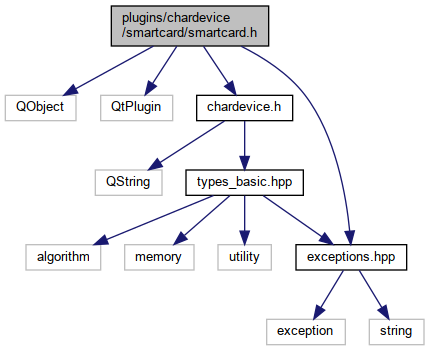 plugins/chardevice
/smartcard/smartcard.h
QObject
QtPlugin
chardevice.h
QString
types_basic.hpp
algorithm
memory
utility
exceptions.hpp
exception
string